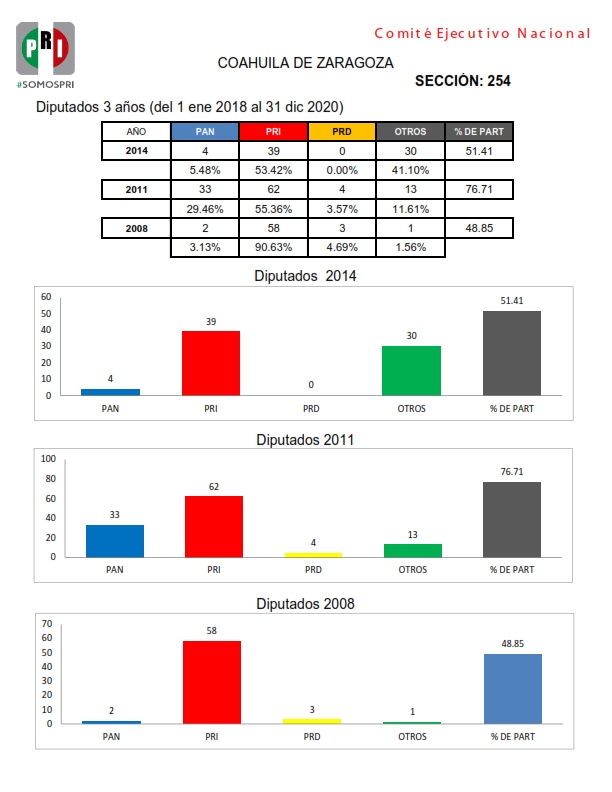 Comité Ejecutivo Nacional
PRI
#SOMOSPRI
COAHUILA DE ZARAGOZA
SECCIÓN: 254
Diputados 3 años (del 1 ene 2018 al 31 dic 2020)
AÑO PAN PRI PRD OTROS % DE PART
2014 4 39 0 30 51.41
5.48% 53.42% 0.00% 41.10%
2011 33 62 4 13 76.71
29.46% 55.36% 3.57% 11.61%
2008 2 58 3 1 48.85
3.13% 90.63% 4.69% 1.56%
Diputados 2014
60
50
40
30
20
10
0
4 39 0 30 51.41
PAN PRI PRD OTROS % DE PART
Diputados 2011
100
80
60
40
20
0
33 62 4 13 76.71
PAN PRI PRD OTROS % DE PART
Diputados 2008
70
60
50
40
30
20
10
0
2 58 3 1 48.85
PAN PRI PRD OTROS % DE PART